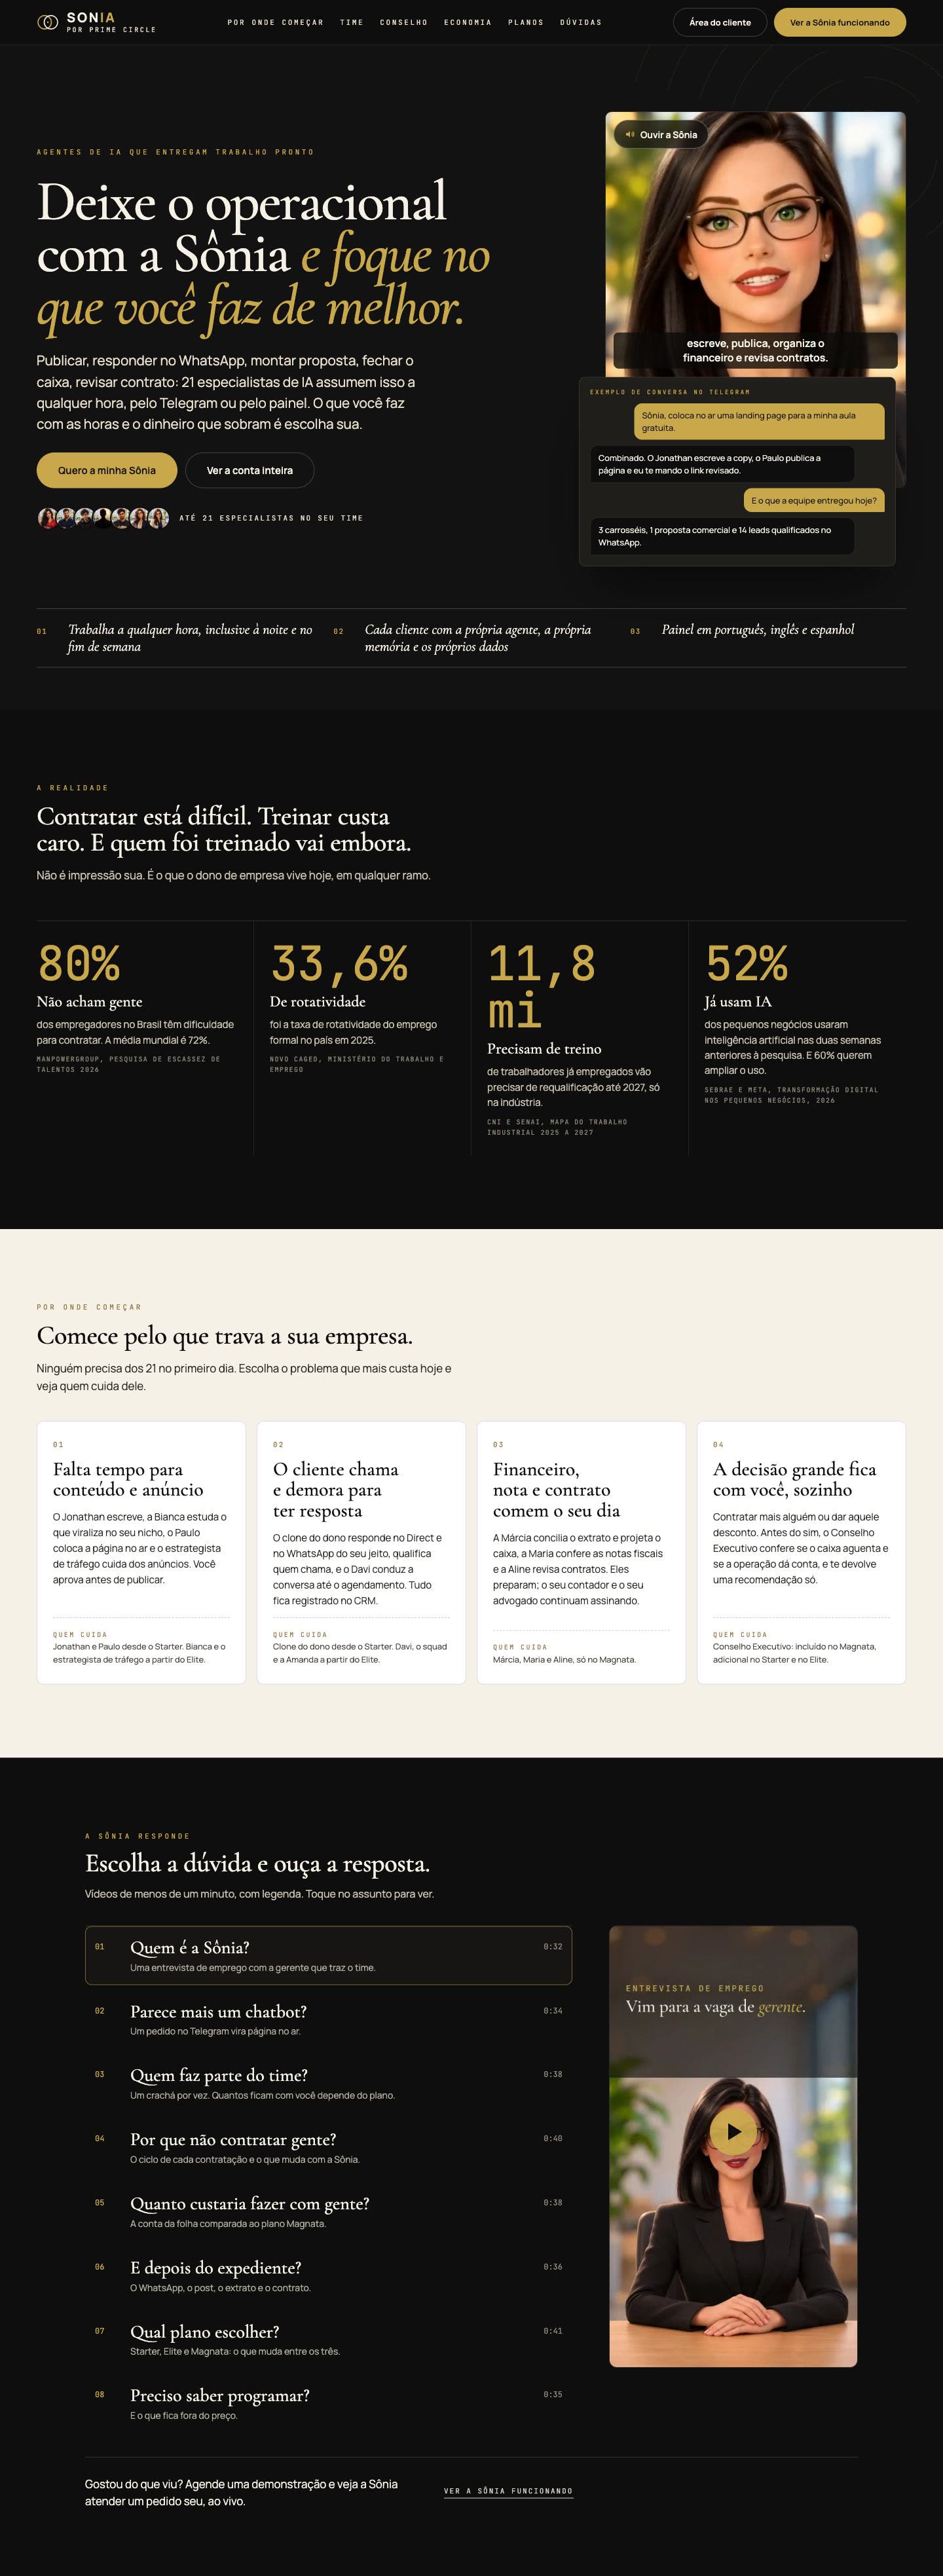 SONIA
POR PRIME CIRCLE
POR ONDE COMEÇAR
TIME
CONSELHO
ECONOMIA
PLANOS
DÚVIDAS
Área do cliente
Ver a Sônia funcionando
AGENTES DE IA QUE ENTREGAM TRABALHO PRONTO
Deixe o operacional
com a Sônia e foque no
que você faz de melhor.
Publicar, responder no WhatsApp, montar proposta, fechar o
caixa, revisar contrato: 21 especialistas de IA assumem isso a
qualquer hora, pelo Telegram ou pelo painel. O que você faz
com as horas e o dinheiro que sobram é escolha sua.
Quero a minha Sônia
Ver a conta inteira
ATÉ 21 ESPECIALISTAS NO SEU TIME
Ouvir a Sônia
escreve, publica, organiza o
financeiro e revisa contratos.
EXEMPLO DE CONVERSA NO TELEGRAM
Sônia, coloca no ar uma landing page para a minha aula
gratuita.
Combinado. O Jonathan escreve a copy, o Paulo publica a
página e eu te mando o link revisado.
E o que a equipe entregou hoje?
3 carrosséis, 1 proposta comercial e 14 leads qualificados no
WhatsApp.
01
Trabalha a qualquer hora, inclusive à noite e no
fim de semana
02
Cada cliente com a própria agente, a própria
memória e os próprios dados
03
Painel em português, inglês e espanhol
A REALIDADE
Contratar está difícil. Treinar custa
caro. E quem foi treinado vai embora.
Não é impressão sua. É o que o dono de empresa vive hoje, em qualquer ramo.
80%
Não acham gente
dos empregadores no Brasil têm dificuldade
para contratar. A média mundial é 72%.
MANPOWERGROUP, PESQUISA DE ESCASSEZ DE
TALENTOS 2026
33,6%
De rotatividade
foi a taxa de rotatividade do emprego
formal no país em 2025.
NOVO CAGED, MINISTÉRIO DO TRABALHO E
EMPREGO
11,8
mi
Precisam de treino
de trabalhadores já empregados vão
precisar de requalificação até 2027, só
na indústria.
CNI E SENAI, MAPA DO TRABALHO
INDUSTRIAL 2025 A 2027
52%
Já usam IA
dos pequenos negócios usaram
inteligência artificial nas duas semanas
anteriores à pesquisa. E 60% querem
ampliar o uso.
SEBRAE E META, TRANSFORMAÇÃO DIGITAL
NOS PEQUENOS NEGÓCIOS, 2026
POR ONDE COMEÇAR
Comece pelo que trava a sua empresa.
Ninguém precisa dos 21 no primeiro dia. Escolha o problema que mais custa hoje e
veja quem cuida dele.
01
Falta tempo para
conteúdo e anúncio
O Jonathan escreve, a Bianca estuda o
que viraliza no seu nicho, o Paulo
coloca a página no ar e o estrategista
de tráfego cuida dos anúncios. Você
aprova antes de publicar.
QUEM CUIDA
Jonathan e Paulo desde o Starter. Bianca e o
estrategista de tráfego a partir do Elite.
02
O cliente chama
e demora para
ter resposta
O clone do dono responde no Direct e
no WhatsApp do seu jeito, qualifica
quem chama, e o Davi conduz a
conversa até o agendamento. Tudo
fica registrado no CRM.
QUEM CUIDA
Clone do dono desde o Starter. Davi, o squad
e a Amanda a partir do Elite.
03
Financeiro,
nota e contrato
comem o seu dia
A Márcia concilia o extrato e projeta o
caixa, a Maria confere as notas fiscais
e a Aline revisa contratos. Eles
preparam; o seu contador e o seu
advogado continuam assinando.
QUEM CUIDA
Márcia, Maria e Aline, só no Magnata.
04
A decisão grande fica
com você, sozinho
Contratar mais alguém ou dar aquele
desconto. Antes do sim, o Conselho
Executivo confere se o caixa aguenta e
se a operação dá conta, e te devolve
uma recomendação só.
QUEM CUIDA
Conselho Executivo: incluído no Magnata,
adicional no Starter e no Elite.
A SÔNIA RESPONDE
Escolha a dúvida e ouça a resposta.
Vídeos de menos de um minuto, com legenda. Toque no assunto para ver.
01
Quem é a Sônia?
0:32
Uma entrevista de emprego com a gerente que traz o time.
02
Parece mais um chatbot?
0:34
Um pedido no Telegram vira página no ar.
03
Quem faz parte do time?
0:38
Um crachá por vez. Quantos ficam com você depende do plano.
04
Por que não contratar gente?
0:40
O ciclo de cada contratação e o que muda com a Sônia.
05
Quanto custaria fazer com gente?
0:38
A conta da folha comparada ao plano Magnata.
06
E depois do expediente?
0:36
O WhatsApp, o post, o extrato e o contrato.
07
Qual plano escolher?
0:41
Starter, Elite e Magnata: o que muda entre os três.
08
Preciso saber programar?
0:35
E o que fica fora do preço.
ENTREVISTA DE EMPREGO
Vim para a vaga de gerente.
Gostou do que viu? Agende uma demonstração e veja a Sônia
atender um pedido seu, ao vivo.
VER A SÔNIA FUNCIONANDO